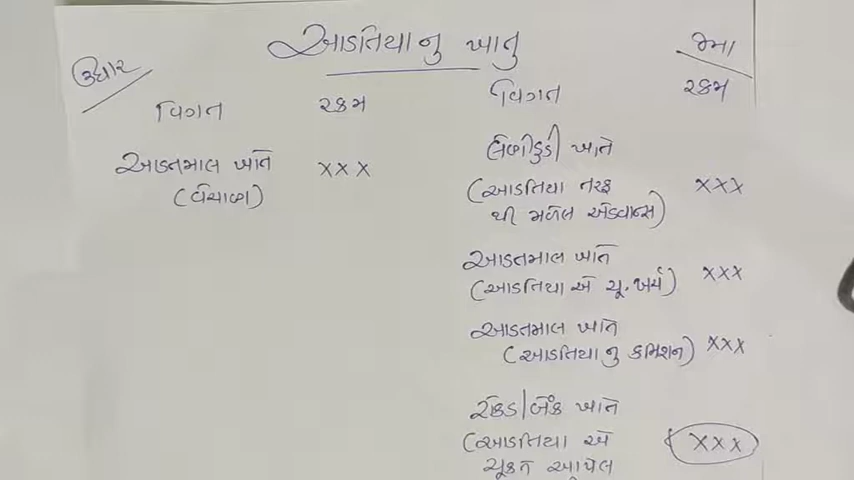 આડતિયા નુ ખાતુ
ઉધાર
જમા
વિગત રકમ
વિગત રકમ
આડતમાલ ખાતે xxx
(વેચાણ)
લેણીહુંડી ખાતે
(આડતિયા તરફ xxx
થી મળેલ એડવાન્સ)
આડતમાલ ખાતે
(આડતિયા એ ચૂ. ખર્ચ) xxx
આડતમાલ ખાતે
(આડતિયા નુ કમિશન) xxx
રોકડ/બેંક ખાતે
(આડતિયા એ xxx
ચૂકતે આપેલ